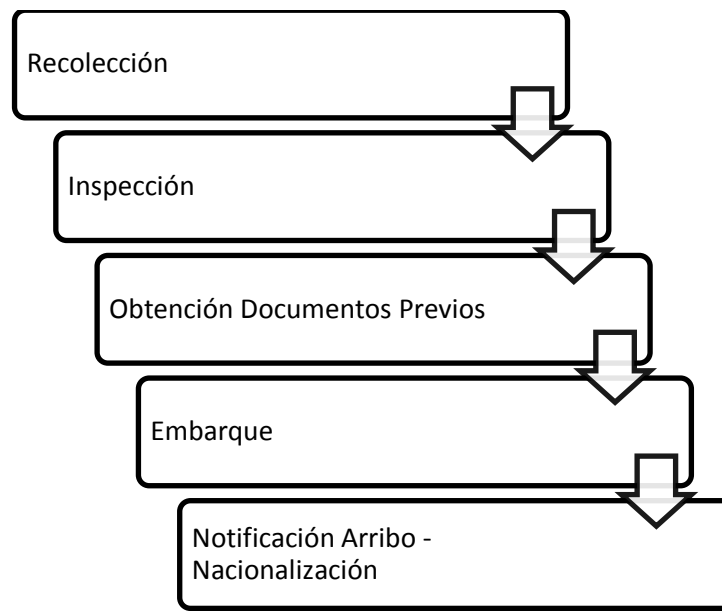 Recolección
Inspección
Obtención Documentos Previos
Embarque
Notificación Arribo -
Nacionalización